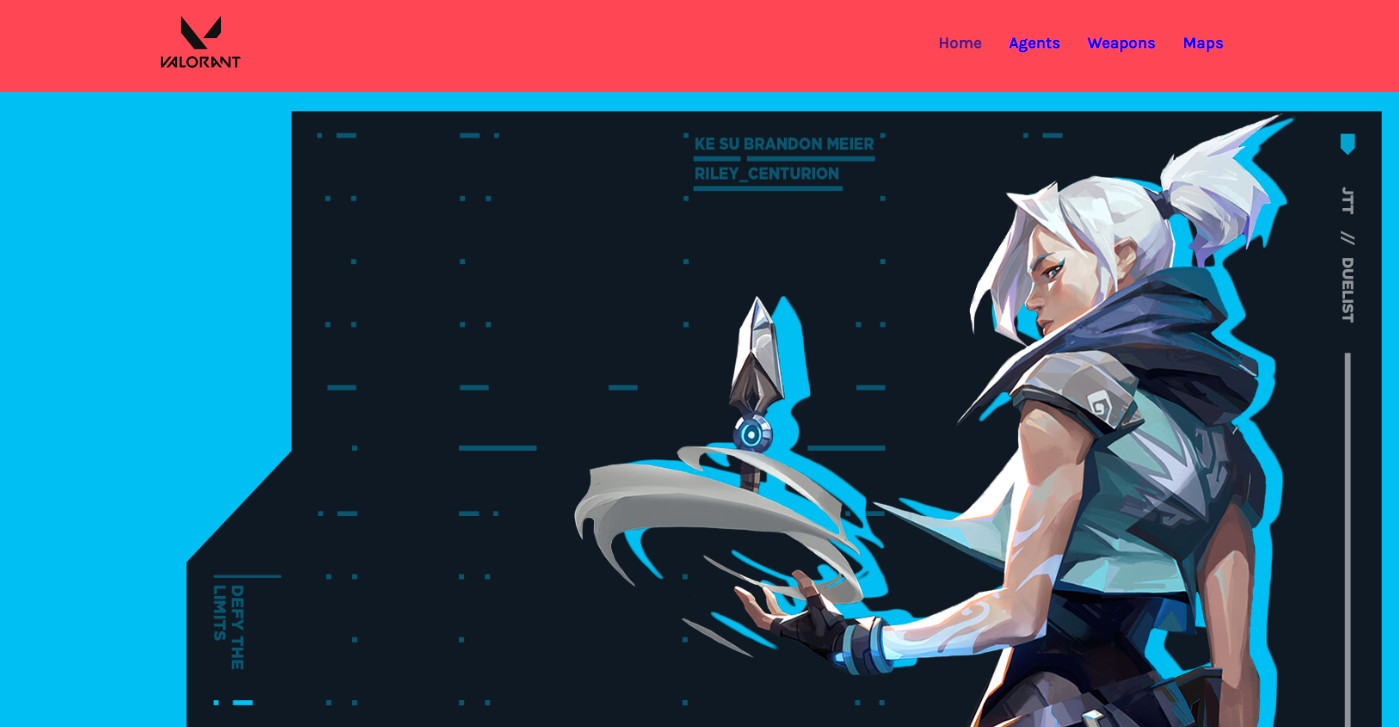 VALORANT
Home Agents Weapons Maps
KE SU BRANDON MEIER
RILEY_CENTURION
JTT // DUELIST
DEFY THE
LIMITS